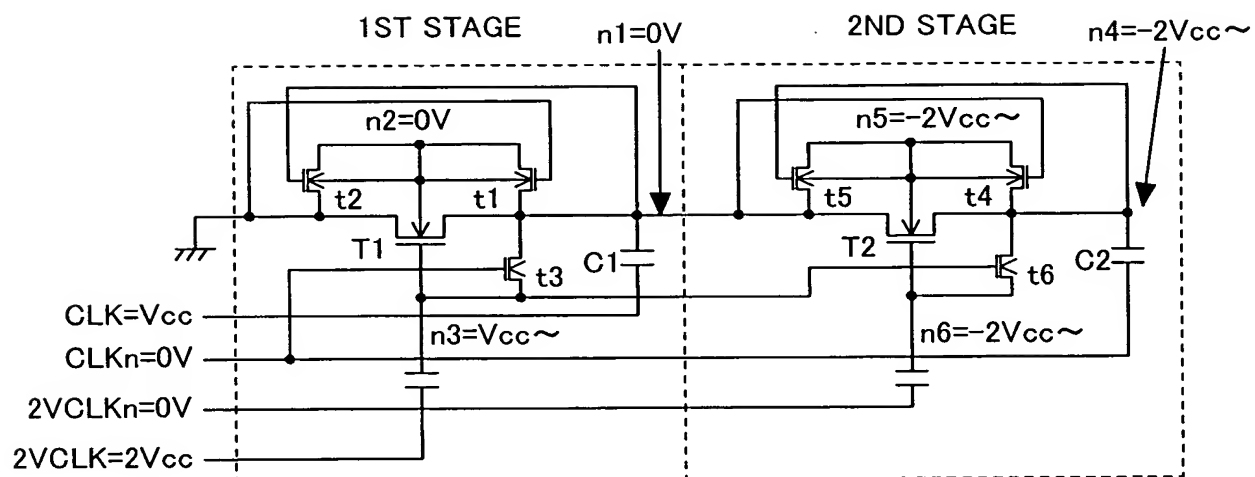 1ST STAGE
n1=0V
2ND STAGE
n4=-2Vcc~
n2=0V
n5=-2Vcc~
t2
t1
t5
t4
T1
t3
C1
T2
t6
C2
CLK=Vcc
n3=Vcc~
n6=-2Vcc~
CLKn=0V
2VCLKn=0V
2VCLK=2Vcc